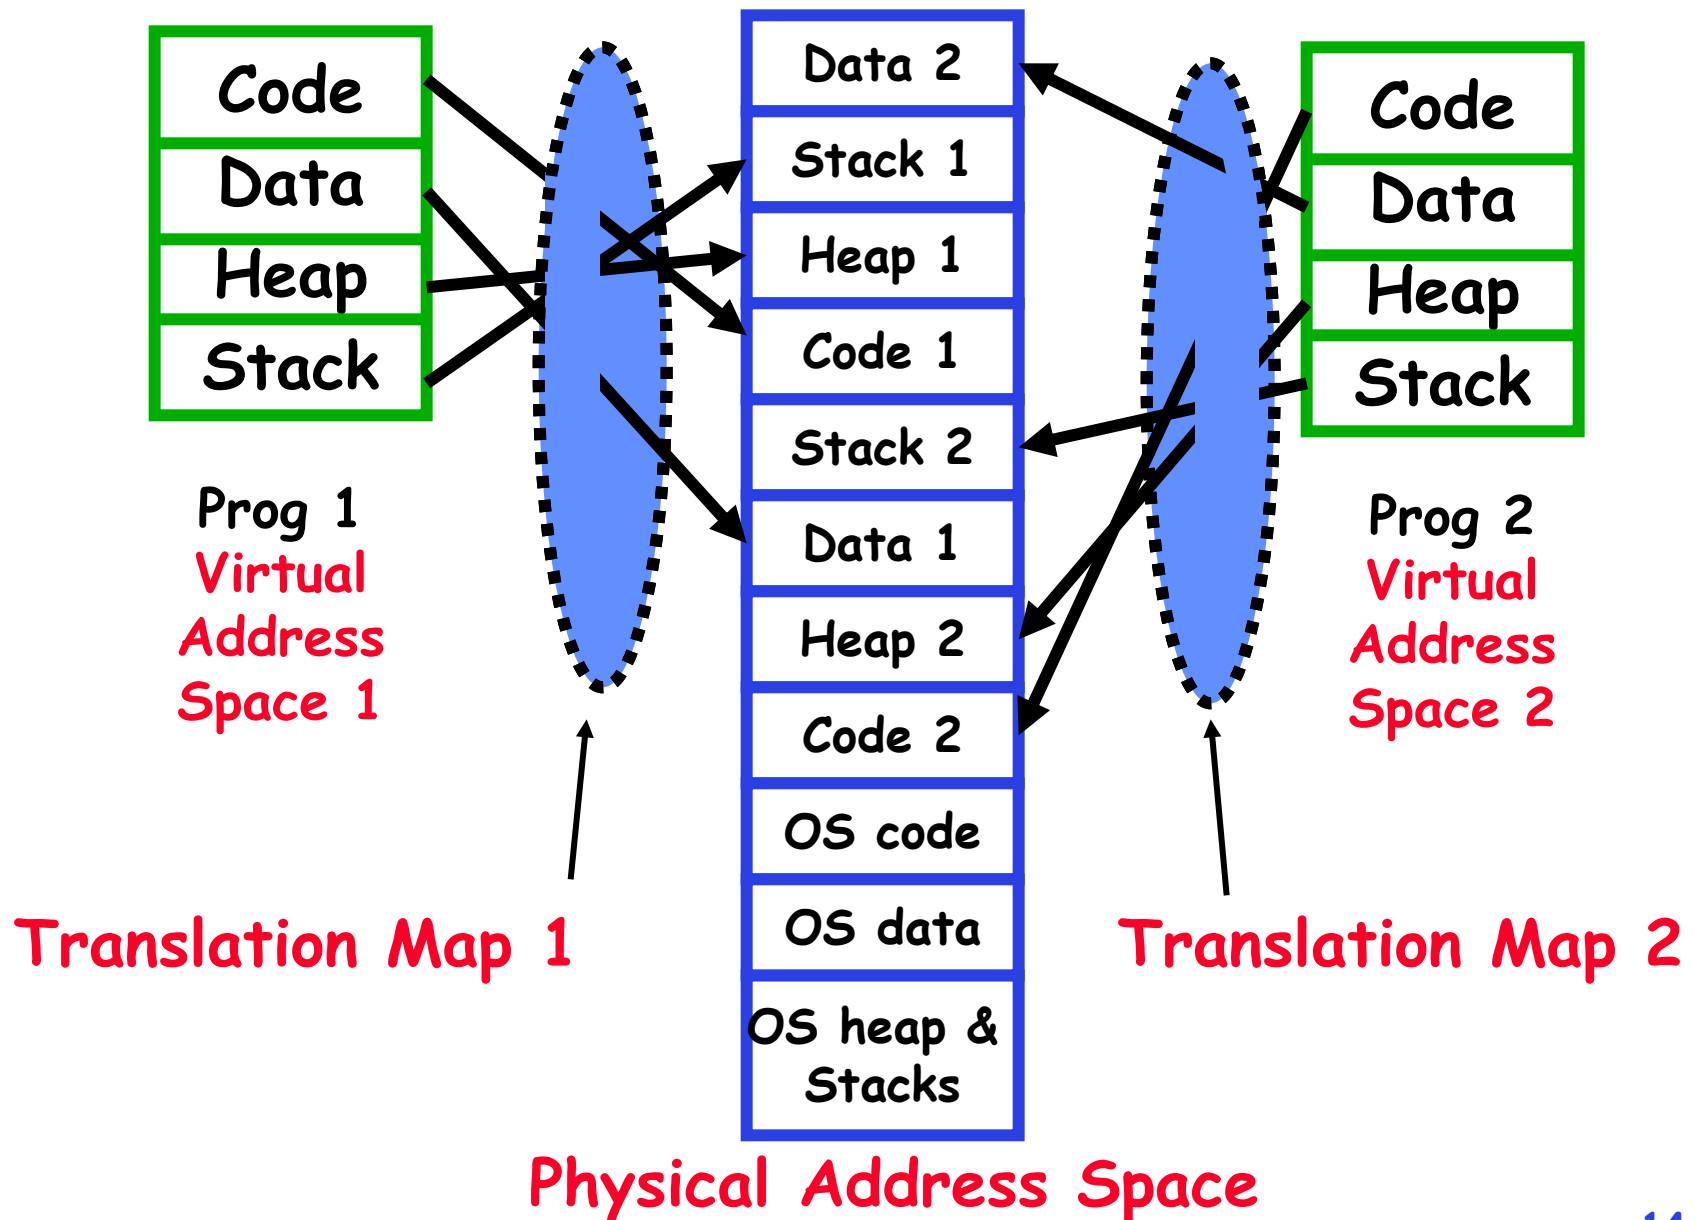 Code
Data
Heap
Stack
Prog 1
Virtual
Address
Space 1
Translation Map 1
Data 2
Stack 1
Heap 1
Code 1
Stack 2
Data 1
Heap 2
Code 2
OS code
OS data
OS heap &
Stacks
Physical Address Space
Code
Data
Heap
Stack
Prog 2
Virtual
Address
Space 2
Translation Map 2